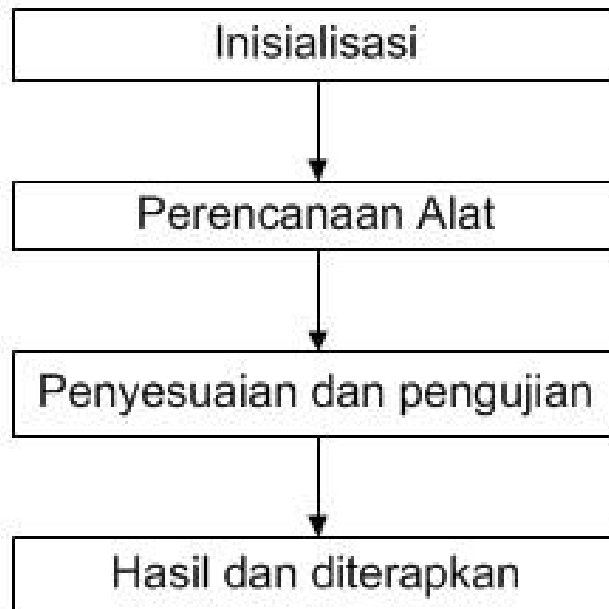 Inisialisasi
Perencanaan Alat
Penyesuaian dan pengujian
Hasil dan diterapkan